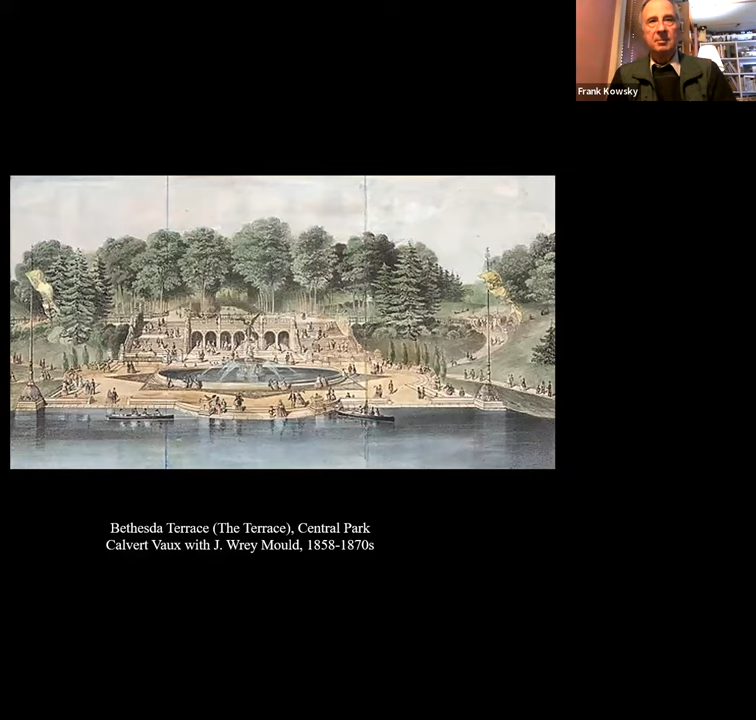 Frank Kowsky
Bethesda Terrace (The Terrace), Central Park
Calvert Vaux with J. Wrey Mould, 1858-1870s